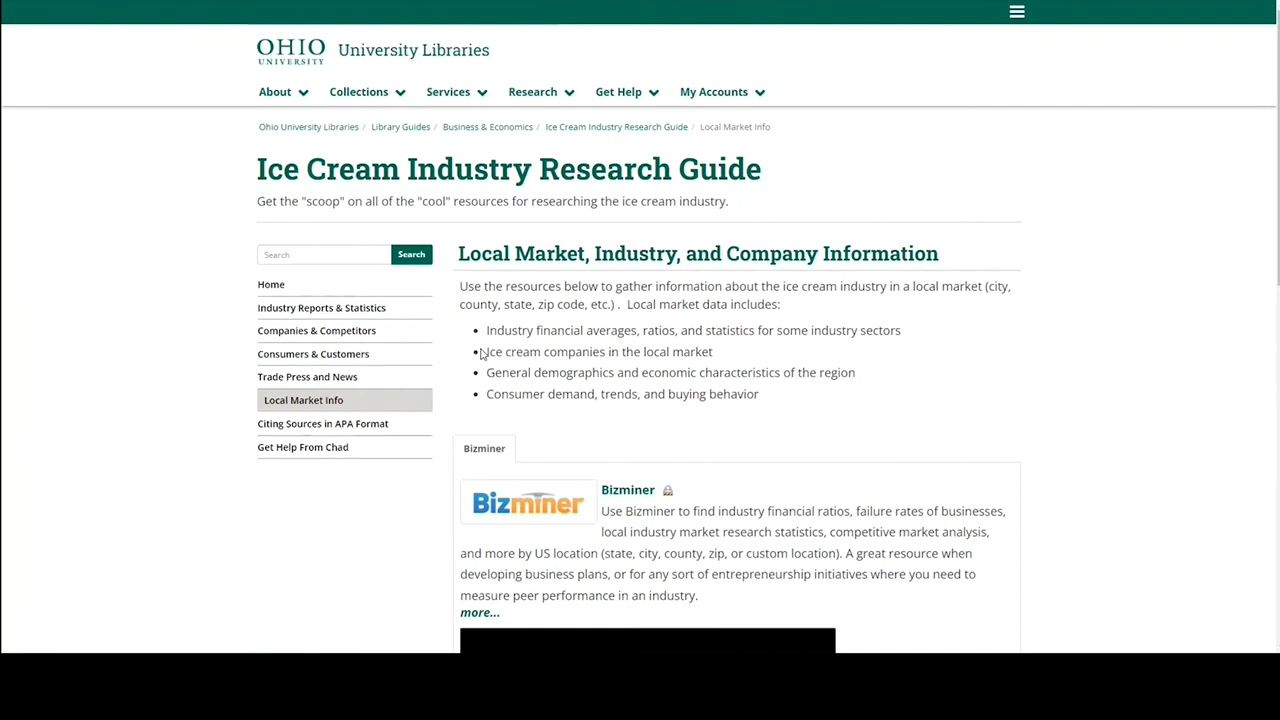 OHIO
UNIVERSITY
University Libraries
About
Collections
Services
Research
Get Help
My Accounts
Ohio University Libraries / Library Guides / Business & Economics / Ice Cream Industry Research Guide / Local Market Info
Ice Cream Industry Research Guide
Get the "scoop" on all of the "cool" resources for researching the ice cream industry.
Search
Search
Home
Industry Reports & Statistics
Companies & Competitors
Consumers & Customers
Trade Press and News
Local Market Info
Citing Sources in APA Format
Get Help From Chad
Local Market, Industry, and Company Information
Use the resources below to gather information about the ice cream industry in a local market (city,
county, state, zip code, etc.) . Local market data includes:
• Industry financial averages, ratios, and statistics for some industry sectors
• Ice cream companies in the local market
• General demographics and economic characteristics of the region
• Consumer demand, trends, and buying behavior
Bizminer
Bizminer
Bizminer
Use Bizminer to find industry financial ratios, failure rates of businesses,
local industry market research statistics, competitive market analysis,
and more by US location (state, city, county, zip, or custom location). A great resource when
developing business plans, or for any sort of entrepreneurship initiatives where you need to
measure peer performance in an industry.
more...